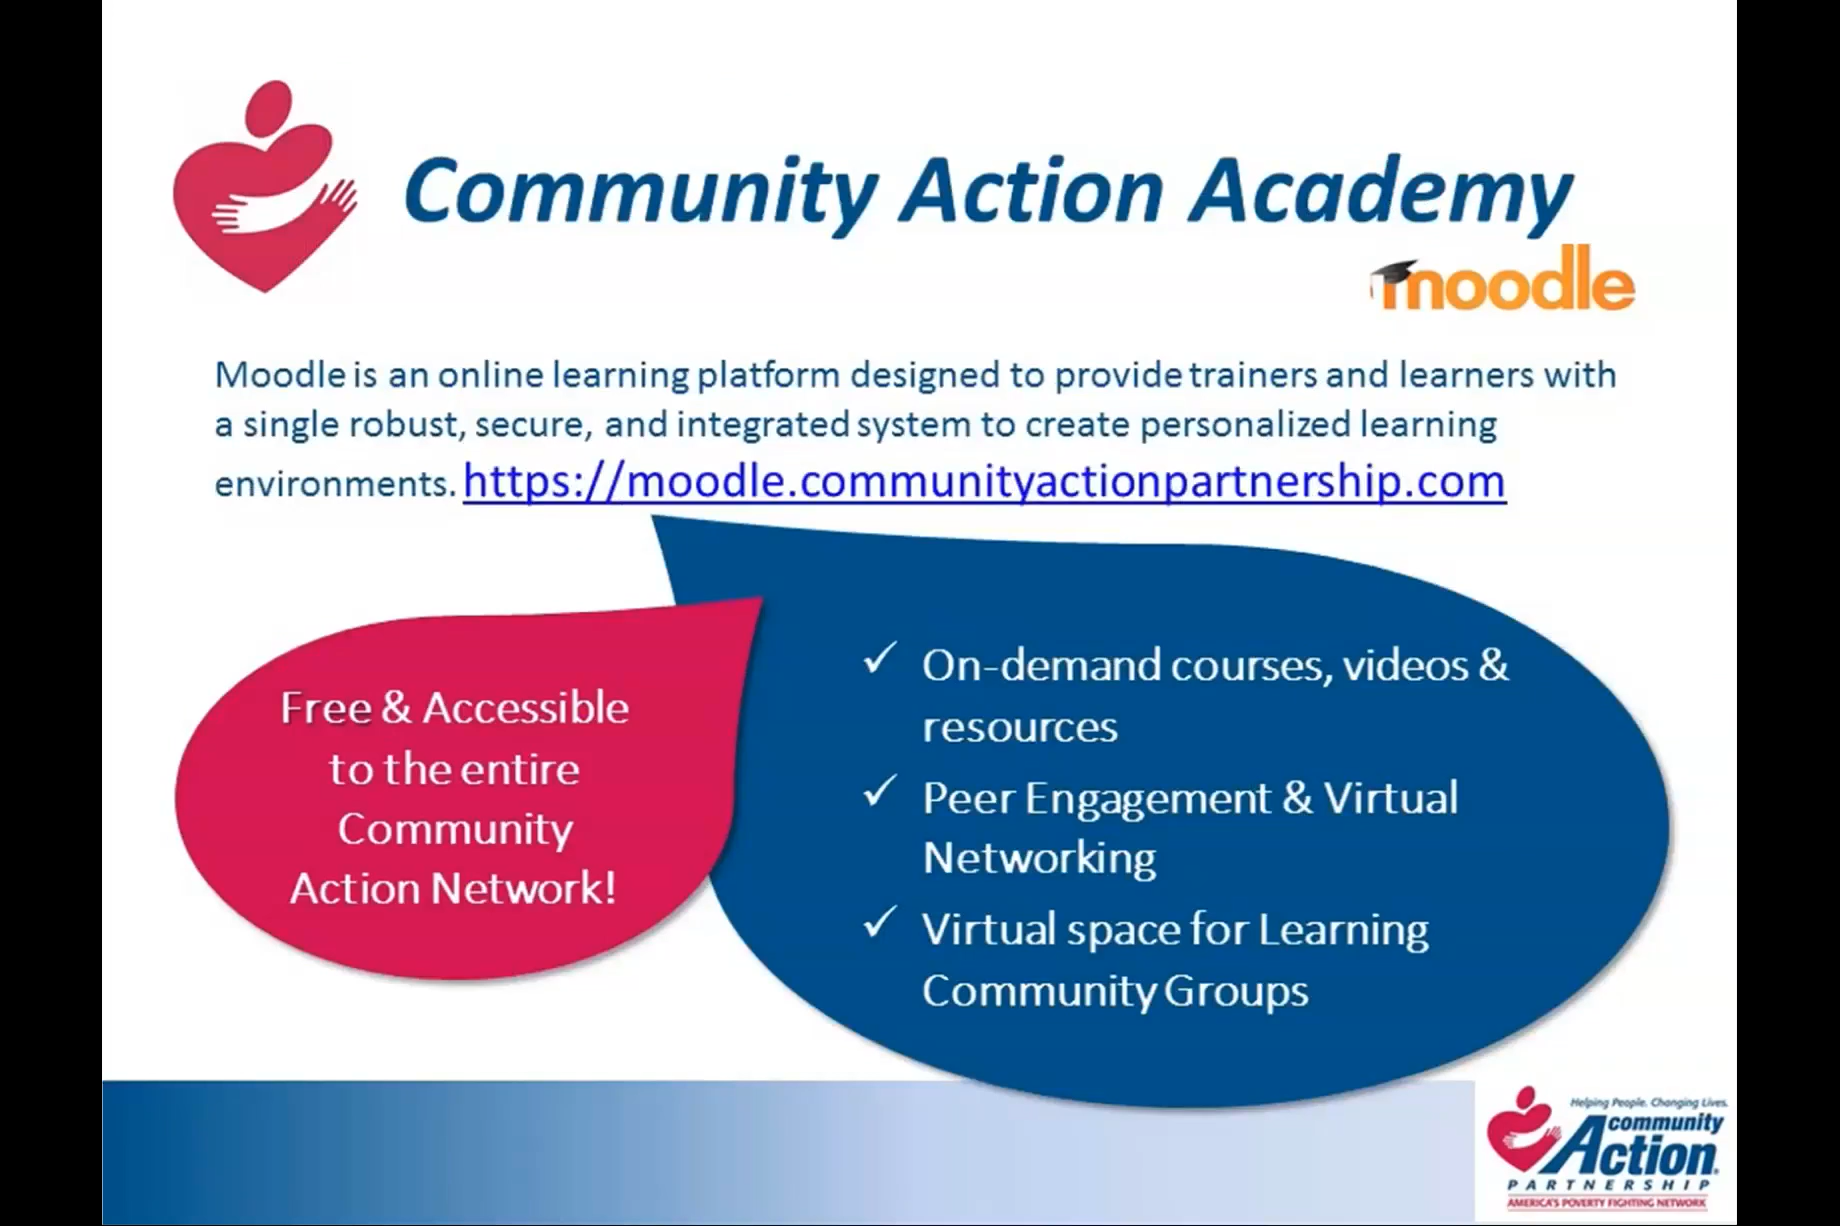 Community Action Academy
moodle
Moodle is an online learning platform designed to provide trainers and learners with
a single robust, secure, and integrated system to create personalized learning
environments. https://moodle.communityactionpartnership.com
Free & Accessible
to the entire
Community
Action Network!
✓ On-demand courses, videos &
resources
✓ Peer Engagement & Virtual
Networking
✓ Virtual space for Learning
Community Groups
Helping People. Changing Lives.
community
Action
PARTNERSHIP
AMERICA'S POVERTY FIGHTING NETWORK